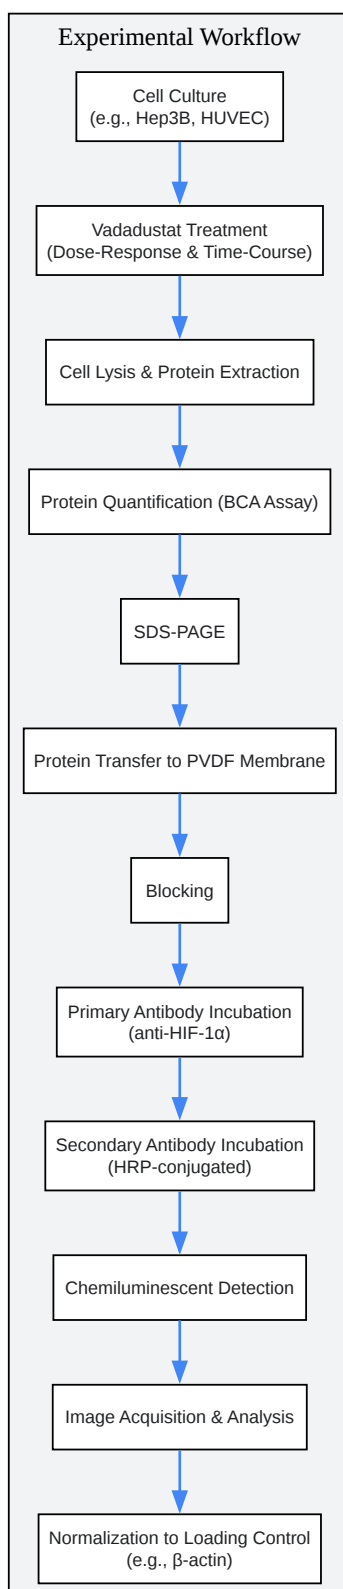 Experimental Workflow
Cell Culture
(e.g., Hep3B, HUVEC)
Vadadustat Treatment
(Dose-Response & Time-Course)
Cell Lysis & Protein Extraction
Protein Quantification (BCA Assay)
SDS-PAGE
Protein Transfer to PVDF Membrane
Blocking
Primary Antibody Incubation
(anti-HIF-1α)
Secondary Antibody Incubation
(HRP-conjugated)
Chemiluminescent Detection
Image Acquisition & Analysis
Normalization to Loading Control
(e.g., β-actin)